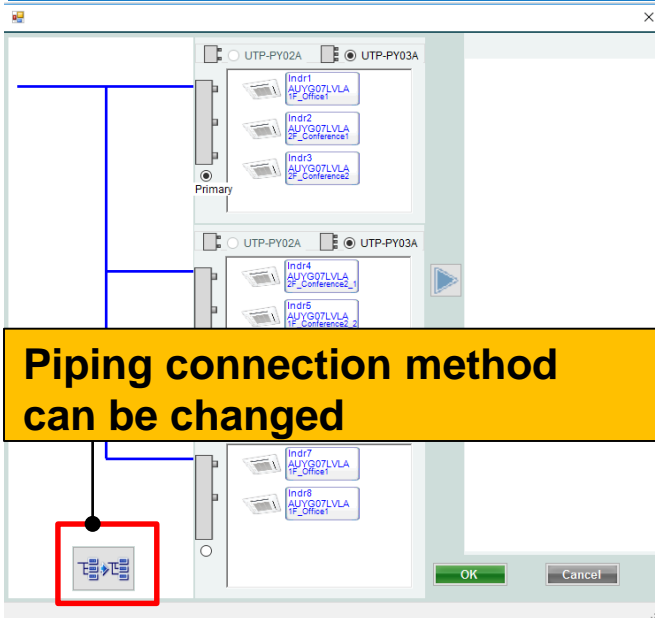 UTP-PY02A UTP-PY03A
Indr1
AUYG07LVLA
1F_Office1
Indr2
AUYG07LVLA
2F_Conference1
Indr3
AUYG07LVLA
2F_Conference2
Primary
UTP-PY02A UTP-PY03A
Indr4
AUYG07LVLA
2F_Conference2_1
Indr5
AUYG07LVLA
1F_Conference2_2
Piping connection method
can be changed
Indr7
AUYG07LVLA
1F_Office1
Indr8
AUYG07LVLA
1F_Office1
OK Cancel